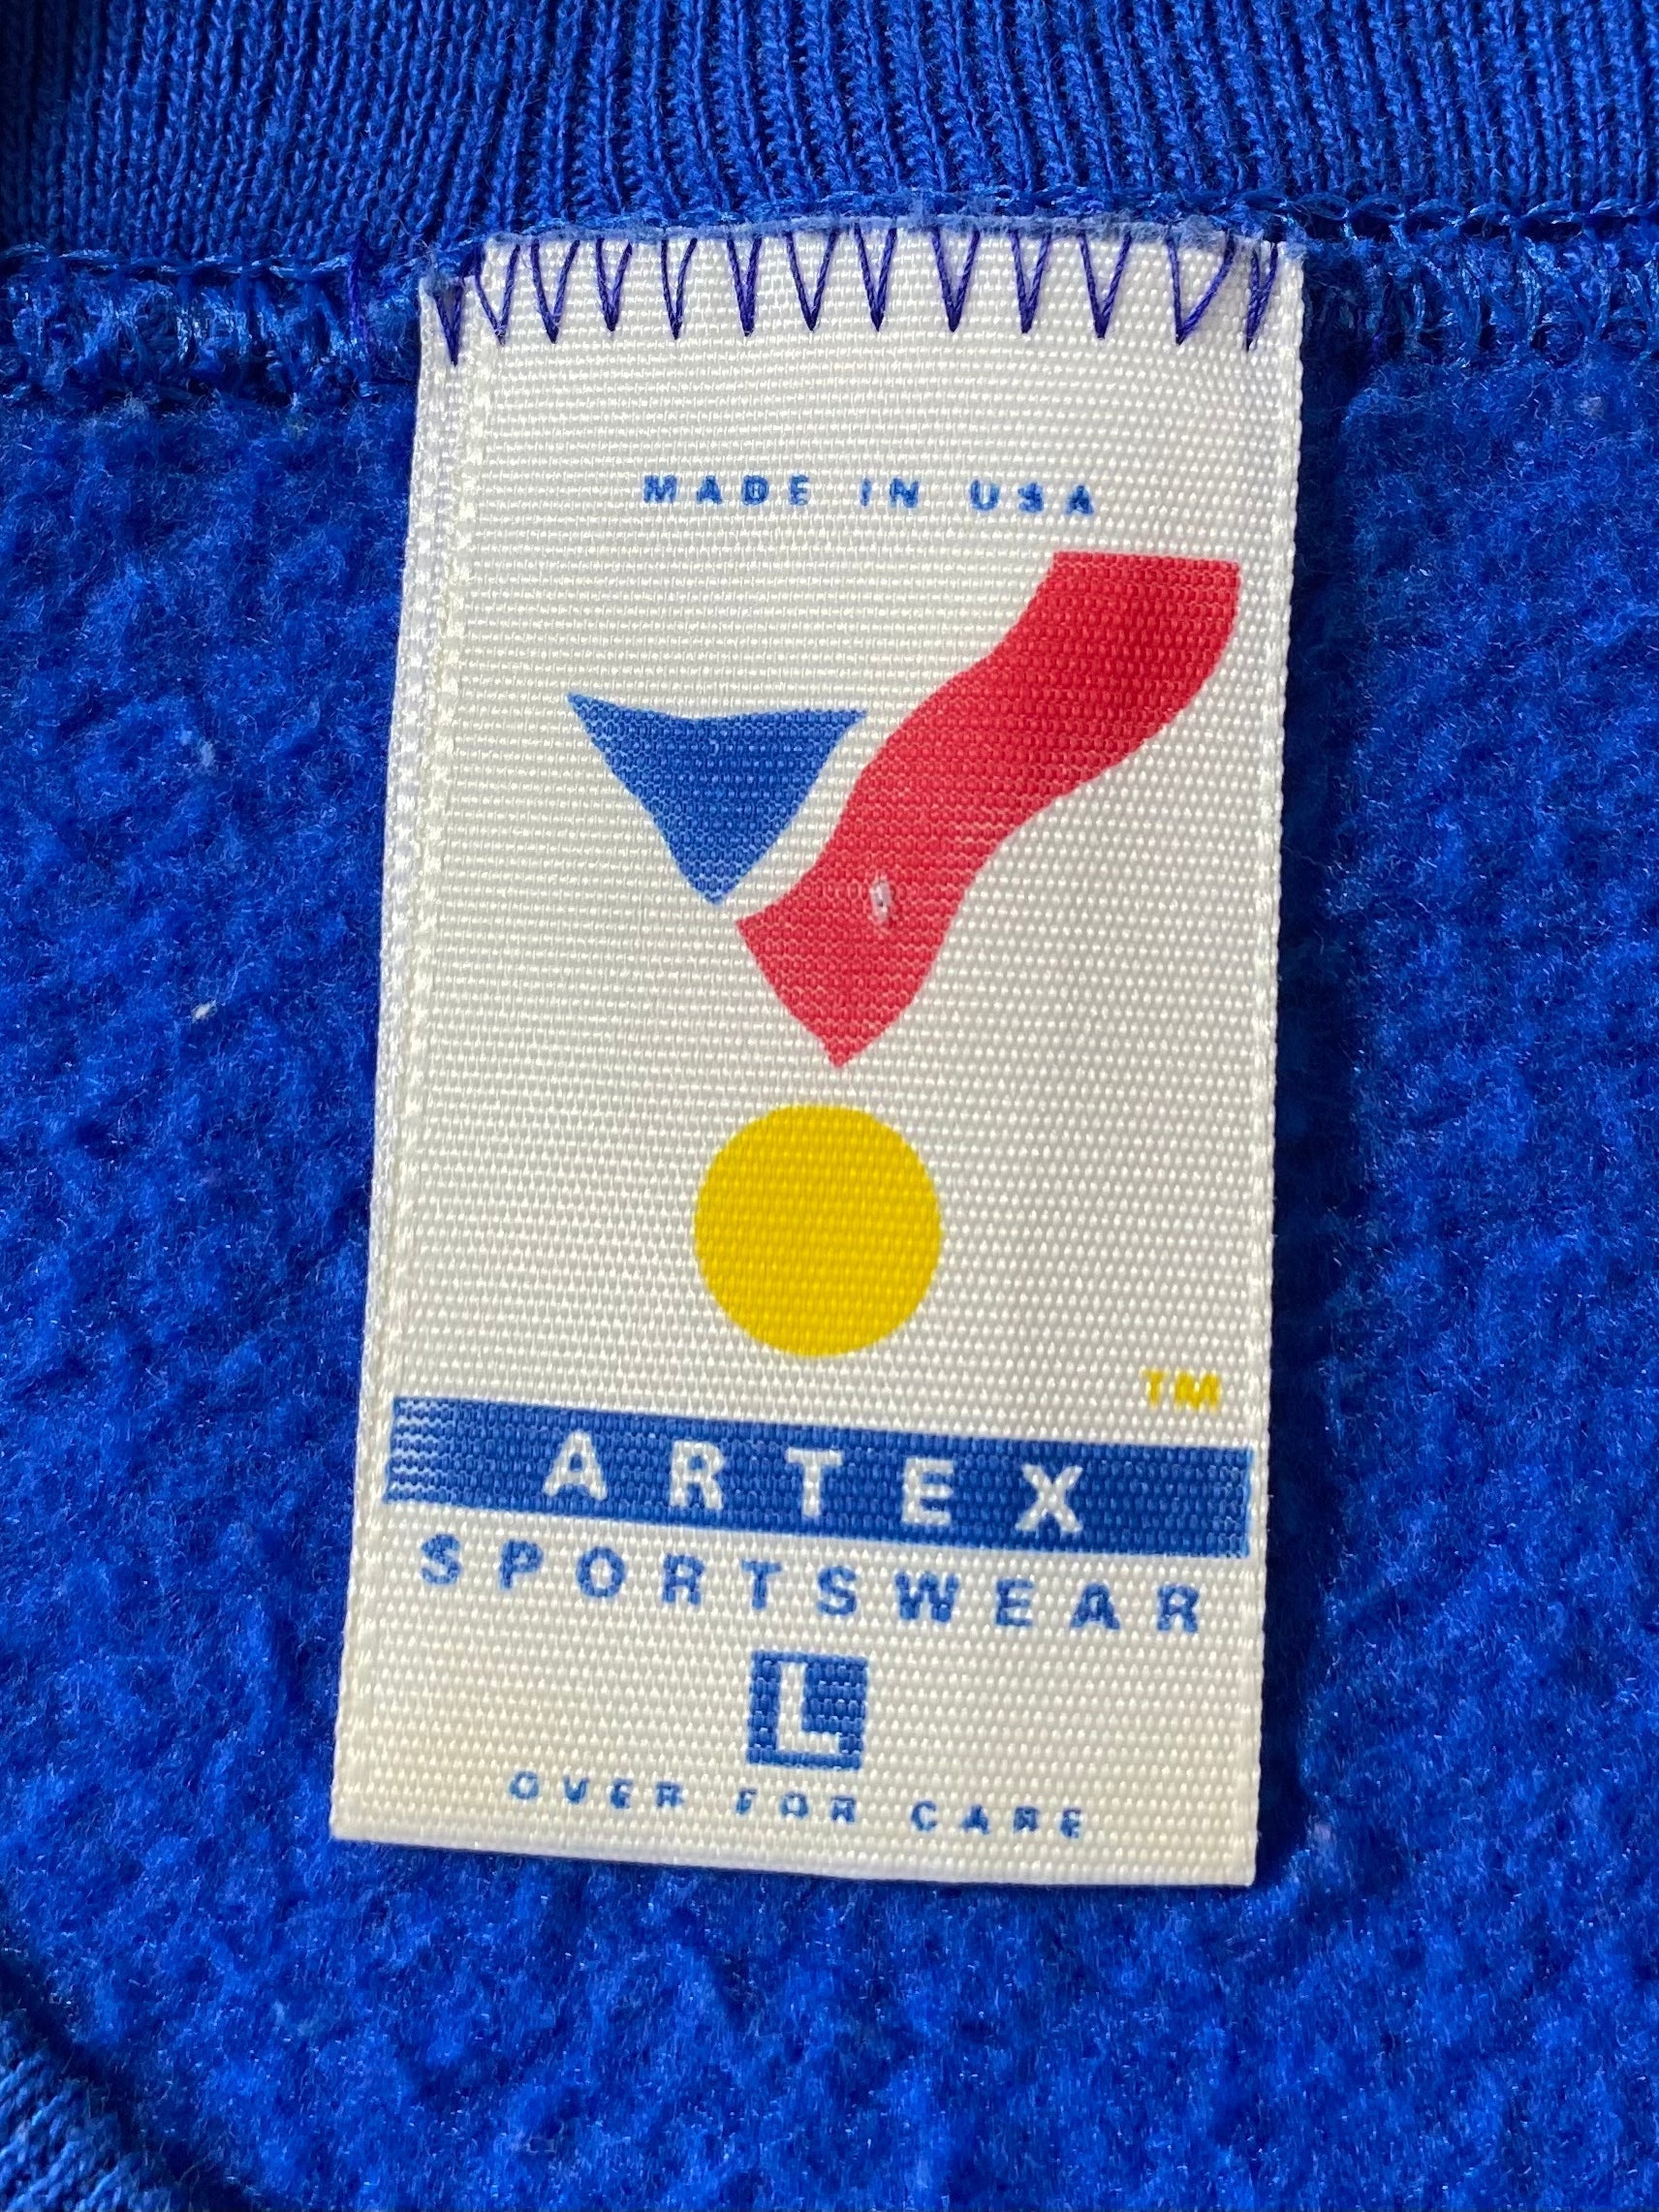 MADE IN USA
TM
ARTEX
SPORTSWEAR
L
OVER FOR CARE